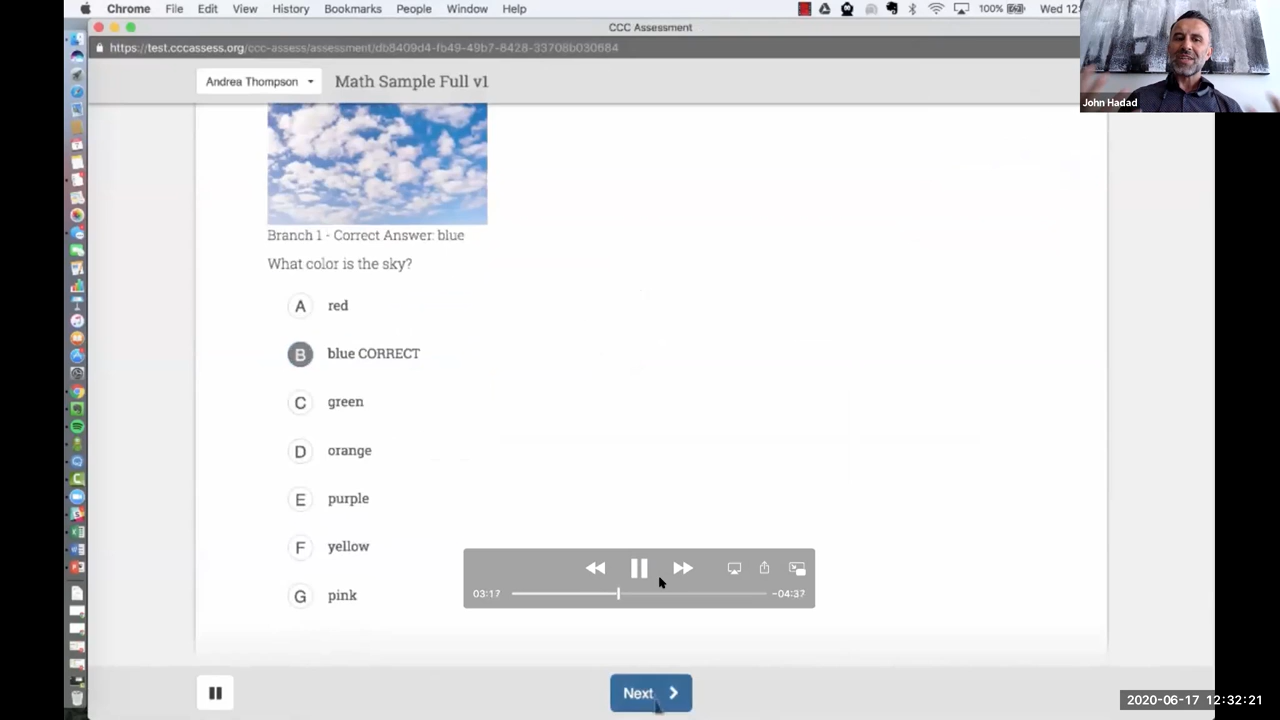 Chrome File Edit View History Bookmarks People Window Help 100% Wed 12:
CCC Assessment
https://test.cccassess.org/ccc-assess/assessment/db8409d4-fb49-49b7-8428-33708b030684
Andrea Thompson Math Sample Full v1
John Hadad
Branch 1 - Correct Answer: blue
What color is the sky?
A red
B blue CORRECT
C green
D orange
E purple
F yellow
G pink
03:17 -04:37
Next
2020-06-17 12:32:21